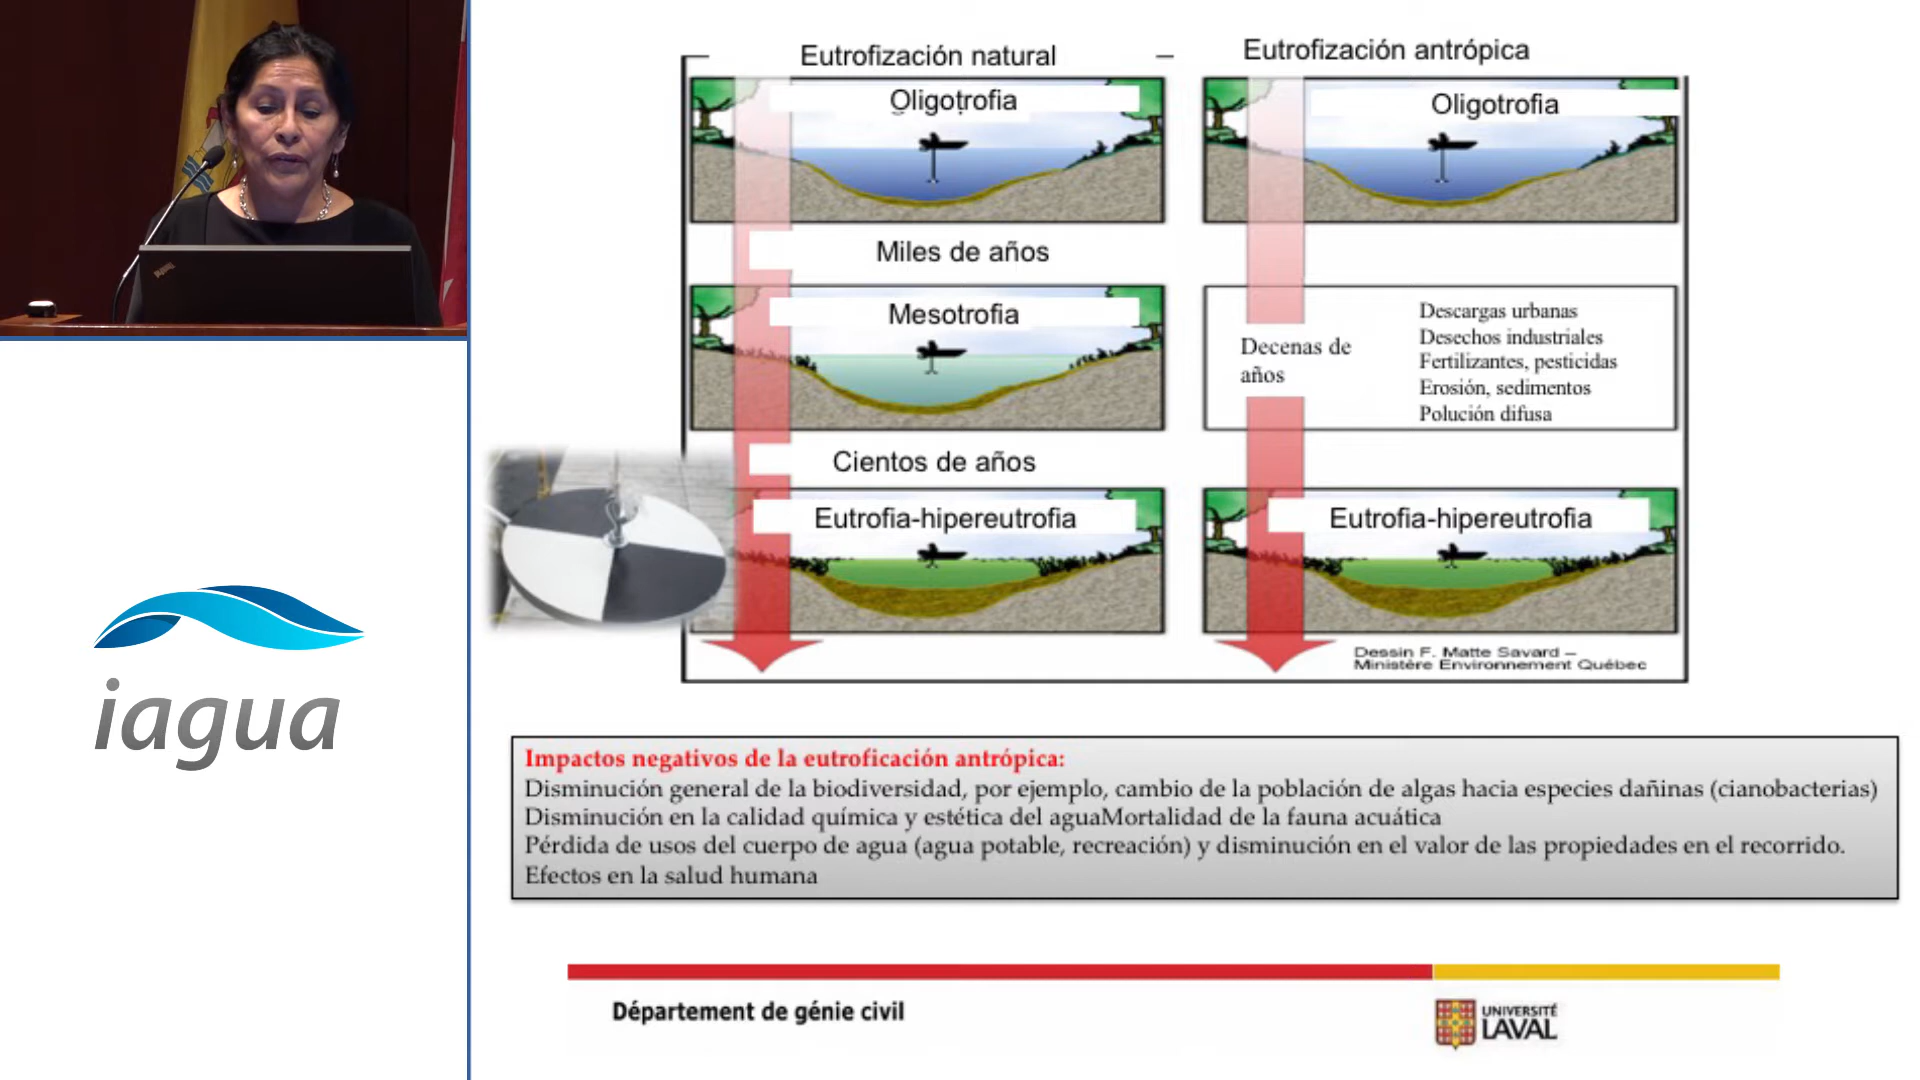 Eutrofización natural
Eutrofización antrópica
Oligotrofia
Oligotrofia
Miles de años
Mesotrofia
Decenas de
años
Descargas urbanas
Desechos industriales
Fertilizantes, pesticidas
Erosión, sedimentos
Polución difusa
Cientos de años
Eutrofia-hipereutrofia
Eutrofia-hipereutrofia
Dessin F. Matte Savard –
Ministère Environnement Québec
iagua
Impactos negativos de la eutroficación antrópica:
Disminución general de la biodiversidad, por ejemplo, cambio de la población de algas hacia especies dañinas (cianobacterias)
Disminución en la calidad química y estética del aguaMortalidad de la fauna acuática
Pérdida de usos del cuerpo de agua (agua potable, recreación) y disminución en el valor de las propiedades en el recorrido.
Efectos en la salud humana
Département de génie civil
UNIVERSITÉ
LAVAL